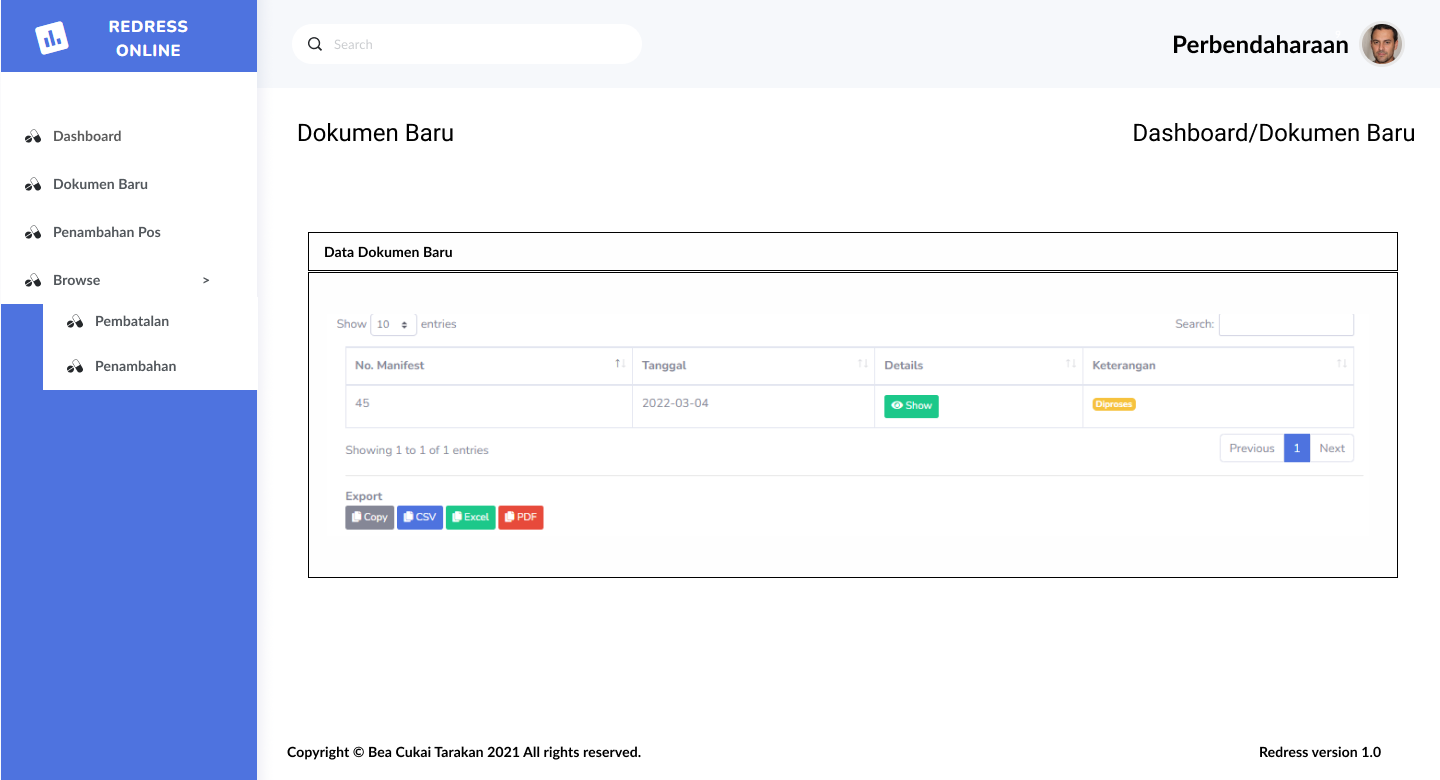 REDRESS
ONLINE
Search
Perbendaharaan
Dashboard
Dokumen Baru
Penambahan Pos
Browse >
Pembatalan
Penambahan
Dokumen Baru
Dashboard/Dokumen Baru
Data Dokumen Baru
Show 10 entries
Search:
No. Manifest Tanggal Details Keterangan
45 2022-03-04 Show Diproses
Showing 1 to 1 of 1 entries
Previous 1 Next
Export
Copy CSV Excel PDF
Copyright © Bea Cukai Tarakan 2021 All rights reserved.
Redress version 1.0